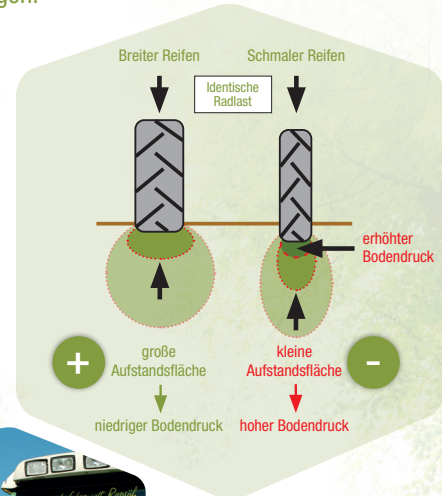 Breiter Reifen
Schmaler Reifen
Identische
Radlast
erhöhter
Bodendruck
+
große
Aufstandsfläche
niedriger Bodendruck
kleine
Aufstandsfläche
-
hoher Bodendruck